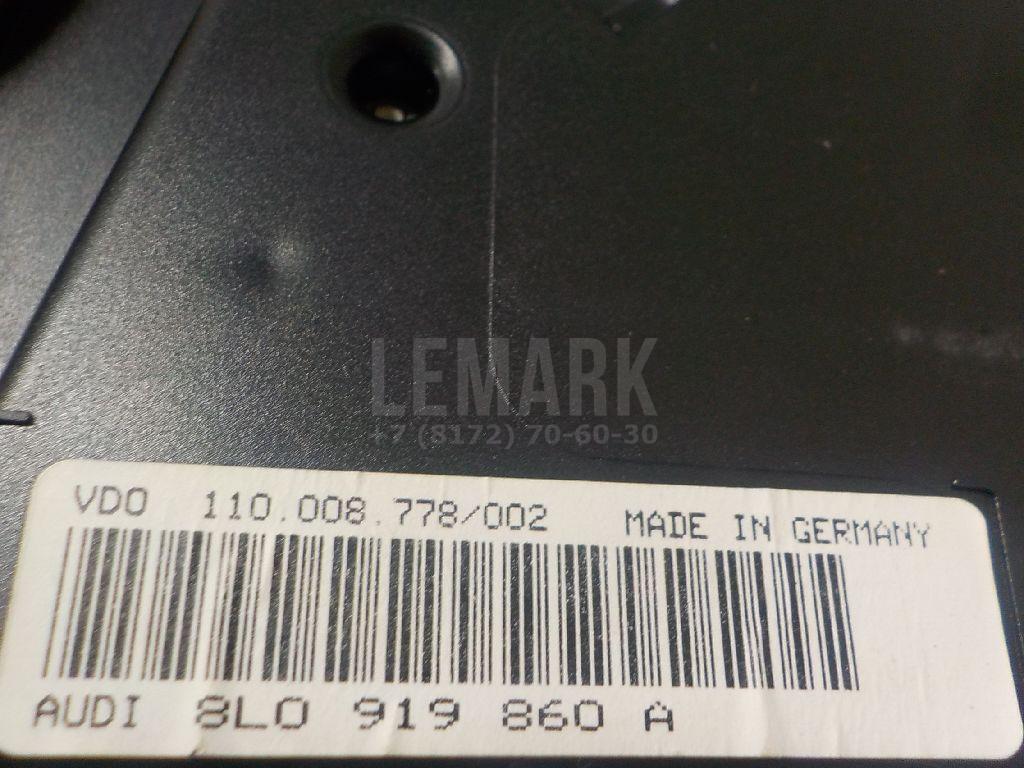 LEMARK
+7 (8172) 70-60-30
VDO 110.008.778/002 MADE IN GERMANY
AUDI 8L0 919 860 A